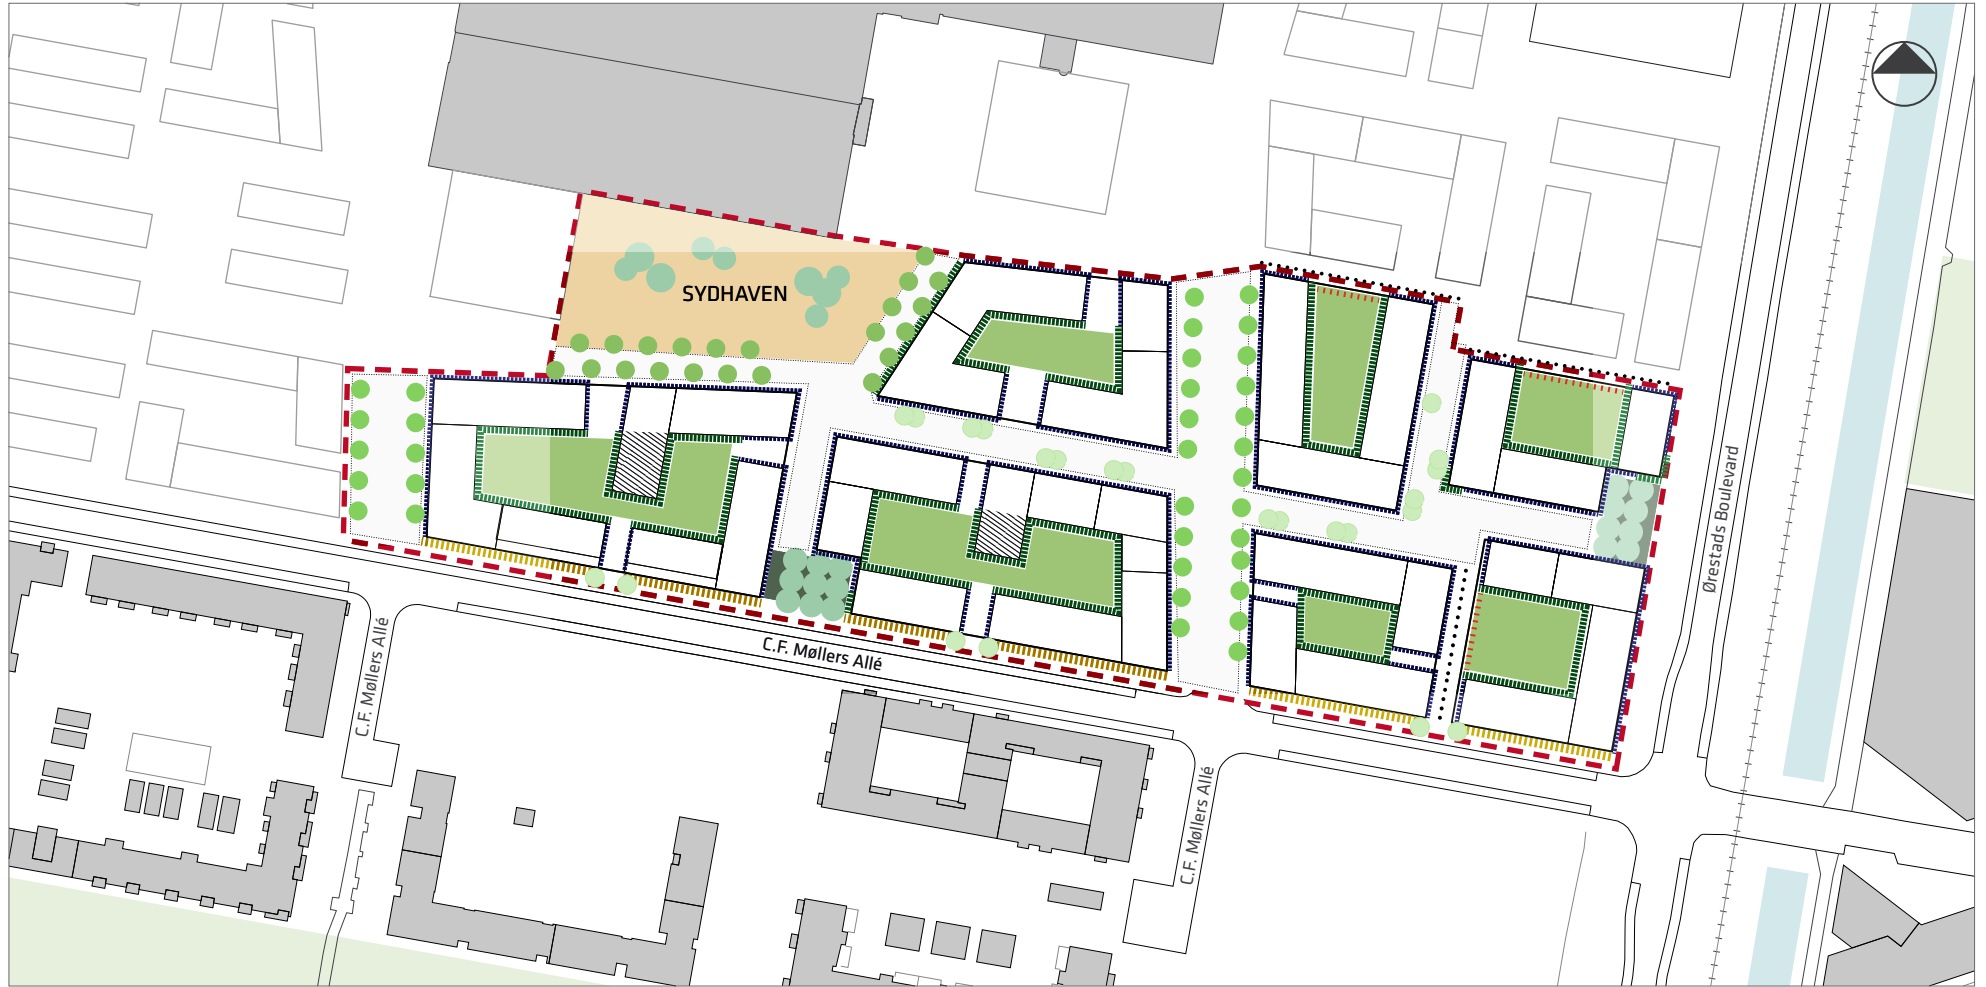 SYDHAVEN
Ørestads Boulevard
C.F. Møllers Allé
C.F. Møllers Allé
C.F. Møllers Allé